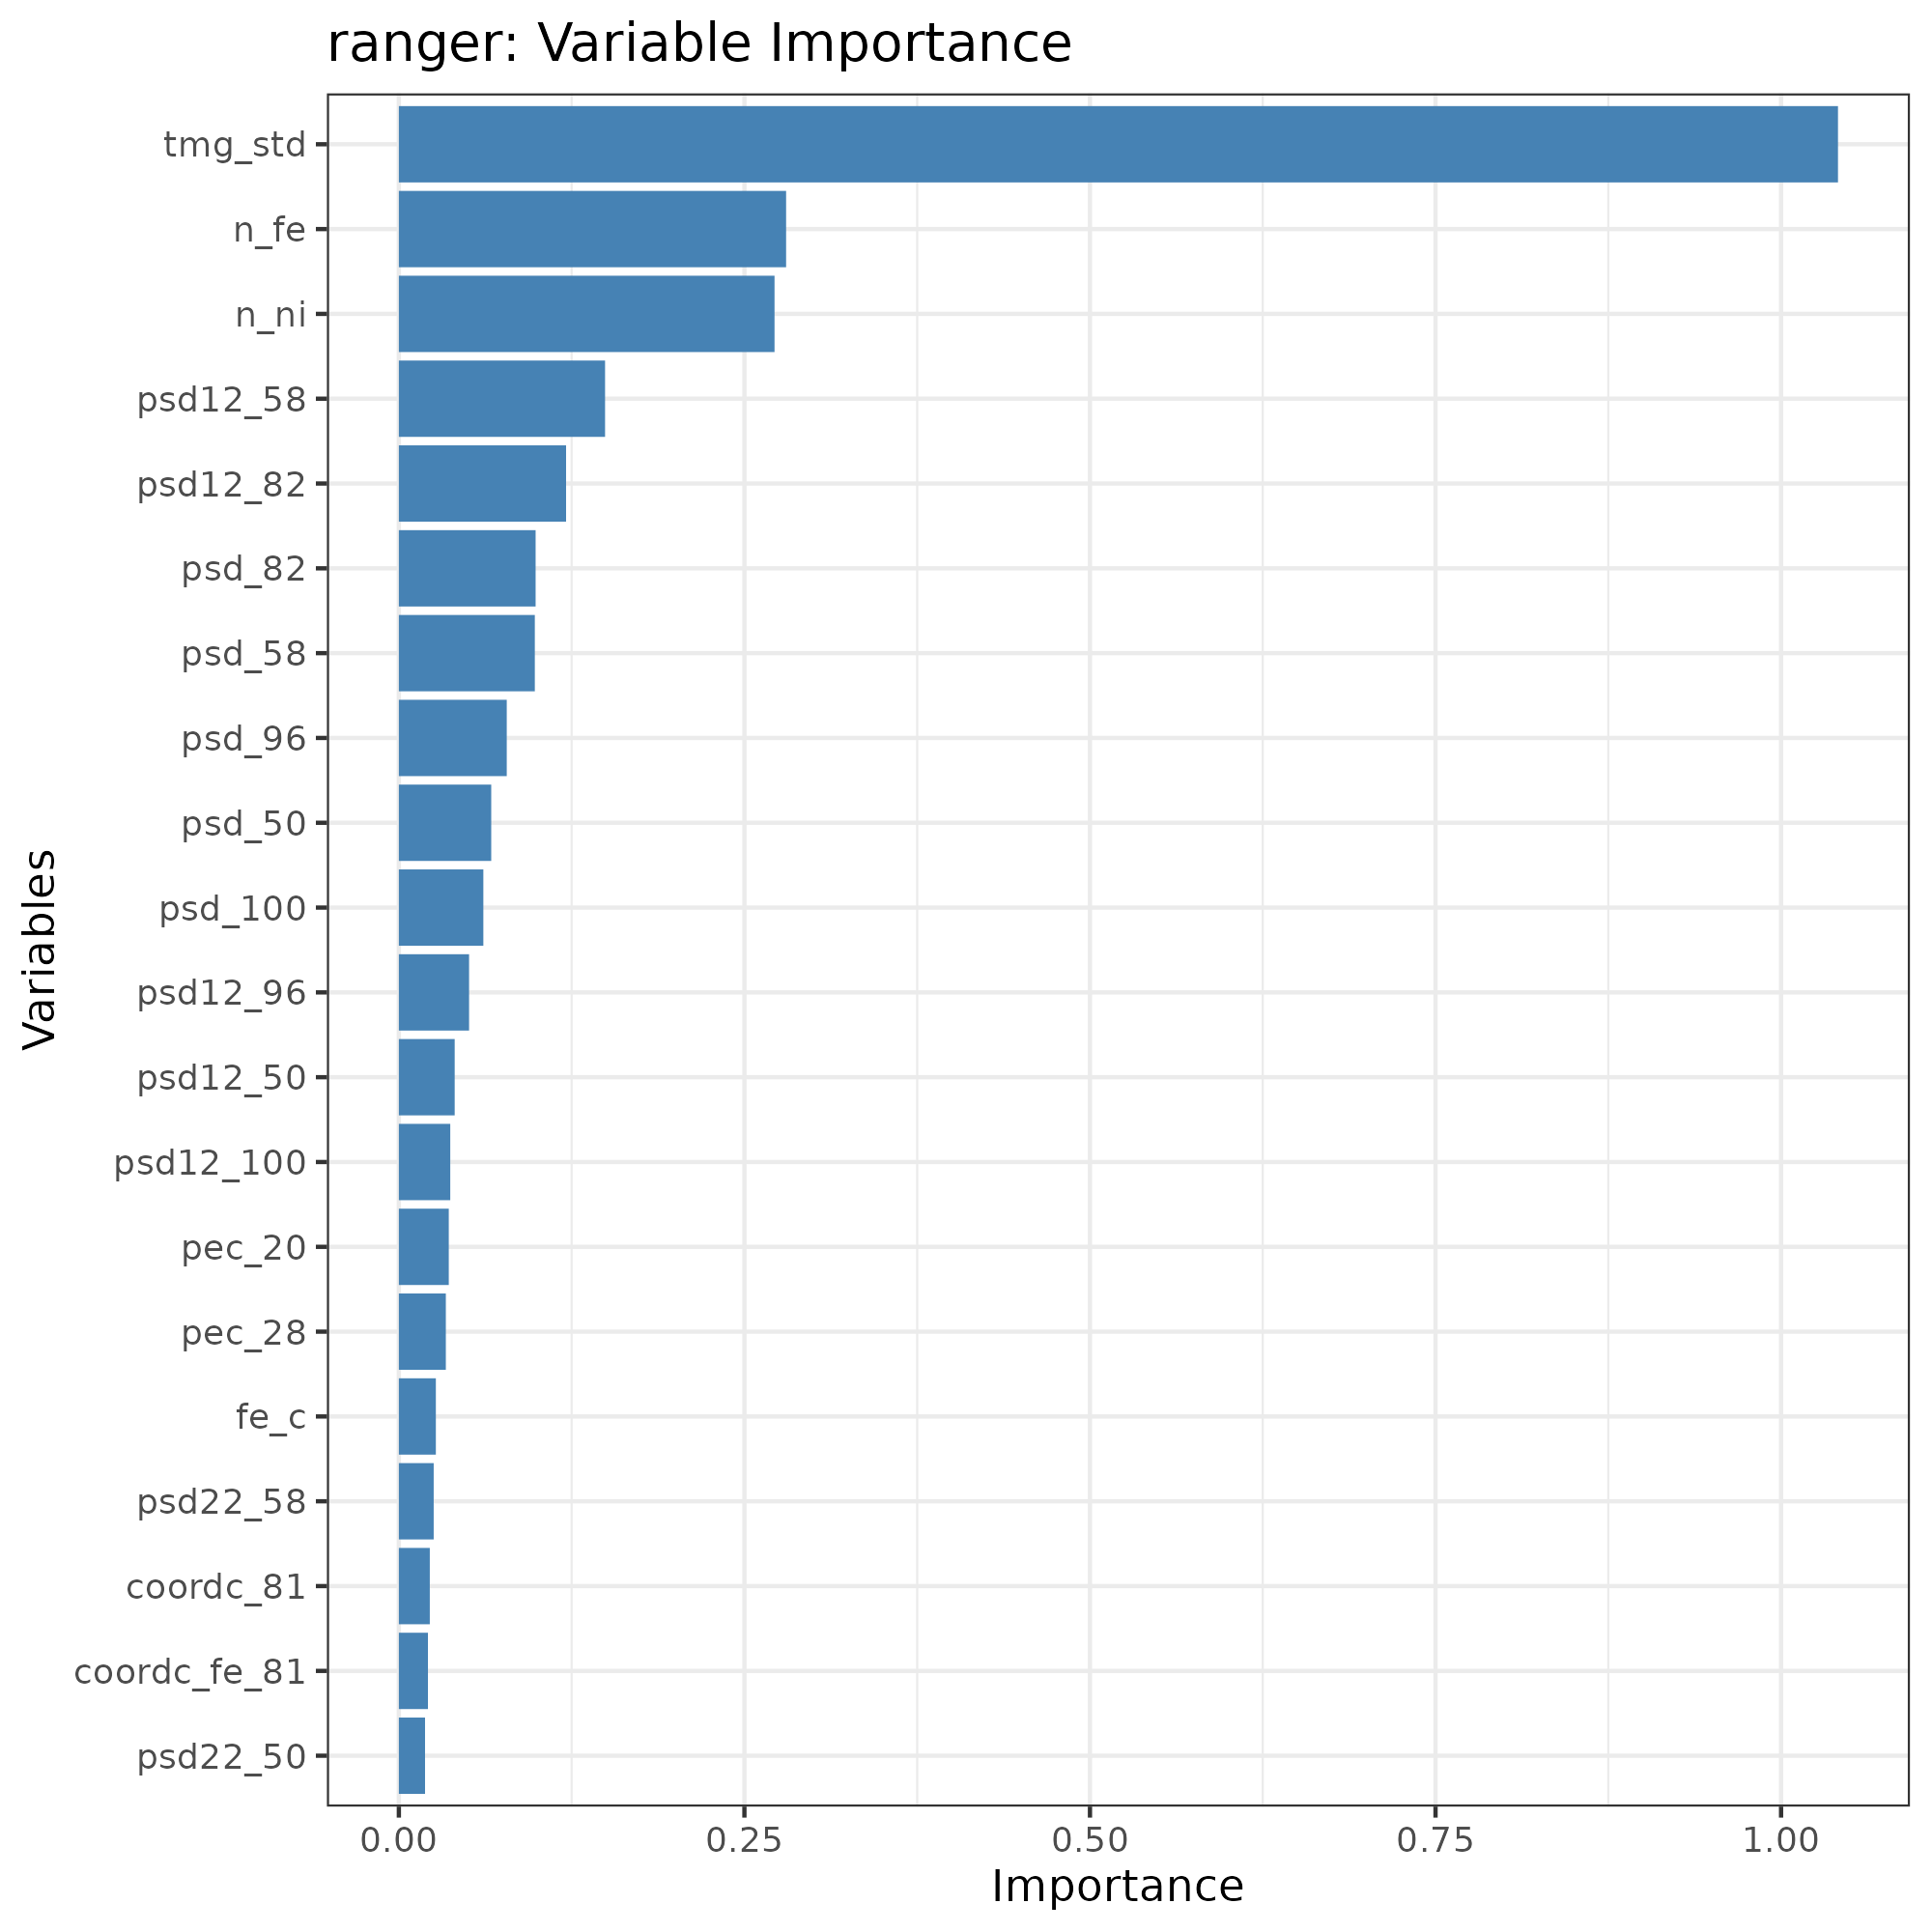 ranger: Variable Importance
Variables
tmg_std
n_fe
n_ni
psd12_58
psd12_82
psd_82
psd_58
psd_96
psd_50
psd_100
psd12_96
psd12_50
psd12_100
pec_20
pec_28
fe_c
psd22_58
coordc_81
coordc_fe_81
psd22_50
0.00 0.25 0.50 0.75 1.00
Importance